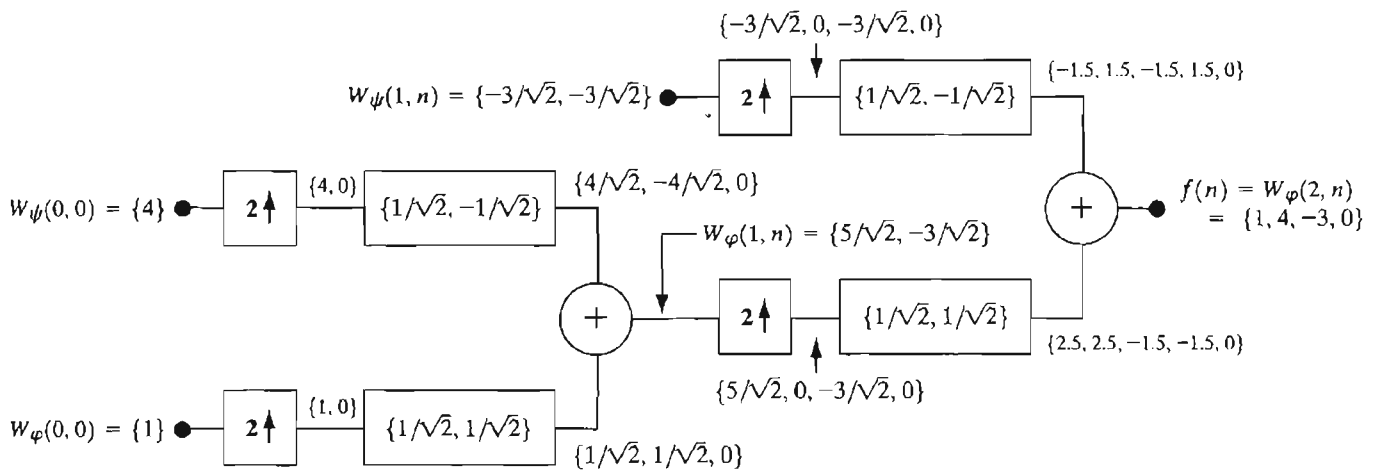 {−3/√2, 0, −3/√2, 0}
W_ψ(1, n) = {−3/√2, −3/√2}
2↑
{1/√2, −1/√2}
{−1.5, 1.5, −1.5, 1.5, 0}
W_ψ(0, 0) = {4}
2↑
{4, 0}
{1/√2, −1/√2}
{4/√2, −4/√2, 0}
+
f(n) = W_φ(2, n)
= {1, 4, −3, 0}
W_φ(1, n) = {5/√2, −3/√2}
+
2↑
{1/√2, 1/√2}
{2.5, 2.5, −1.5, −1.5, 0}
{5/√2, 0, −3/√2, 0}
W_φ(0, 0) = {1}
2↑
{1, 0}
{1/√2, 1/√2}
{1/√2, 1/√2, 0}